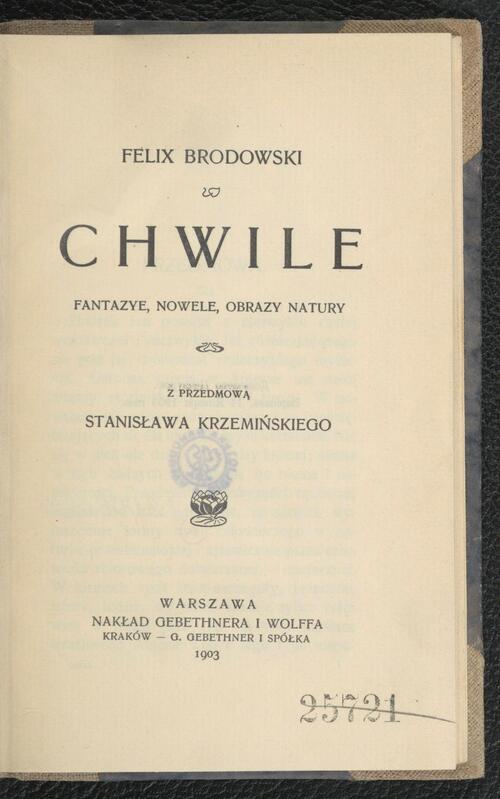 FELIX BRODOWSKI
CHWILE
FANTAZYE, NOWELE, OBRAZY NATURY
Z PRZEDMOWĄ
STANISŁAWA KRZEMIŃSKIEGO
WARSZAWA
NAKŁAD GEBETHNERA I WOLFFA
KRAKÓW — G. GEBETHNER I SPÓŁKA
1903
25721